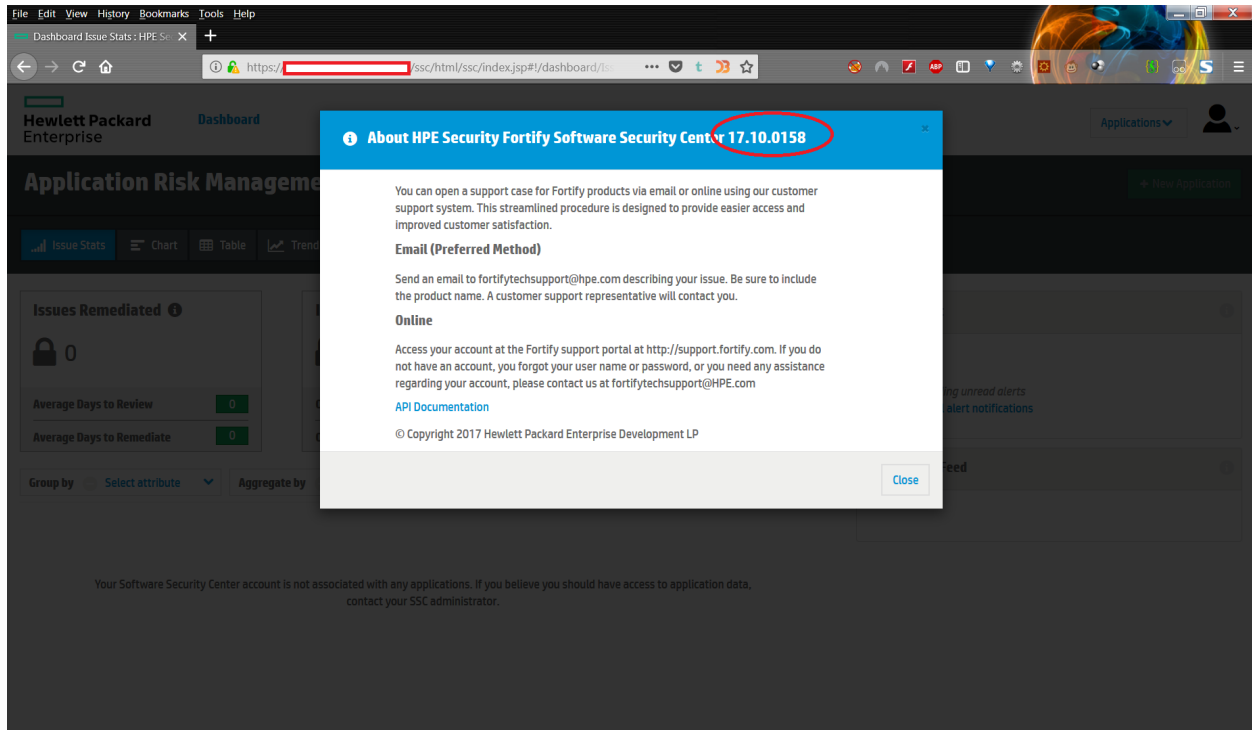 File Edit View History Bookmarks Tools Help
Dashboard Issue Stats : HPE Se
https:// /ssc/html/ssc/index.jsp#!/dashboard/Is
Hewlett Packard
Enterprise
Dashboard
Applications
Application Risk Manageme
New Application
Issue Stats Chart Table Trend
About HPE Security Fortify Software Security Center 17.10.0158
You can open a support case for Fortify products via email or online using our customer
support system. This streamlined procedure is designed to provide easier access and
improved customer satisfaction.
Email (Preferred Method)
Send an email to fortifytechsupport@hpe.com describing your issue. Be sure to include
the product name. A customer support representative will contact you.
Online
Access your account at the Fortify support portal at http://support.fortify.com. If you do
not have an account, you forgot your user name or password, or you need any assistance
regarding your account, please contact us at fortifytechsupport@HPE.com
API Documentation
© Copyright 2017 Hewlett Packard Enterprise Development LP
Close
Issues Remediated
0
Average Days to Review 0
Average Days to Remediate 0
ng unread alerts
alert notifications
Feed
Group by Select attribute Aggregate by
Your Software Security Center account is not associated with any applications. If you believe you should have access to application data,
contact your SSC administrator.